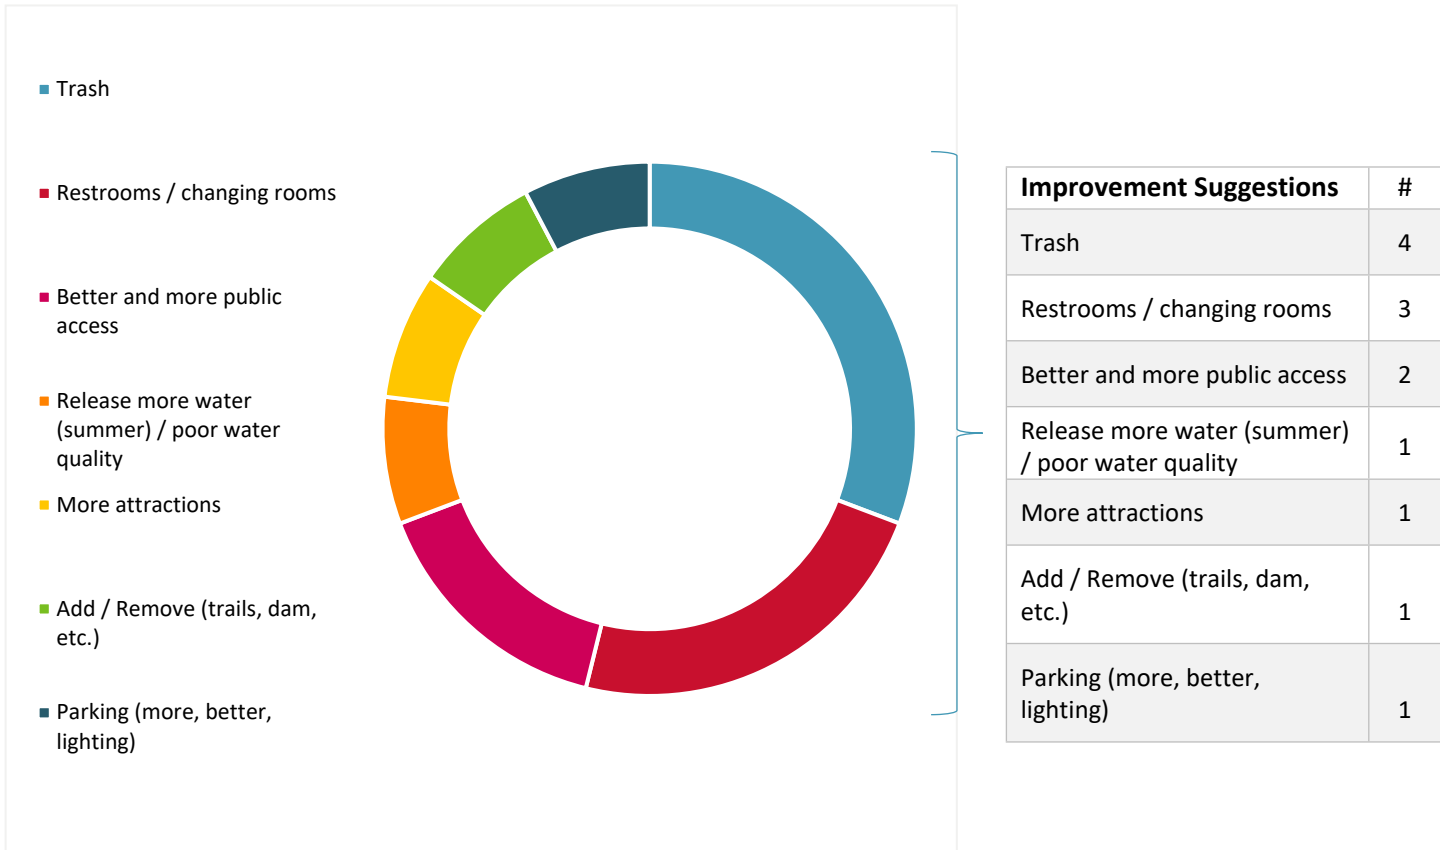 Trash
Restrooms / changing rooms
Better and more public
access
Release more water
(summer) / poor water
quality
More attractions
Add / Remove (trails, dam,
etc.)
Parking (more, better,
lighting)
Improvement Suggestions #
Trash 4
Restrooms / changing rooms 3
Better and more public access 2
Release more water (summer)
/ poor water quality 1
More attractions 1
Add / Remove (trails, dam,
etc.) 1
Parking (more, better,
lighting) 1